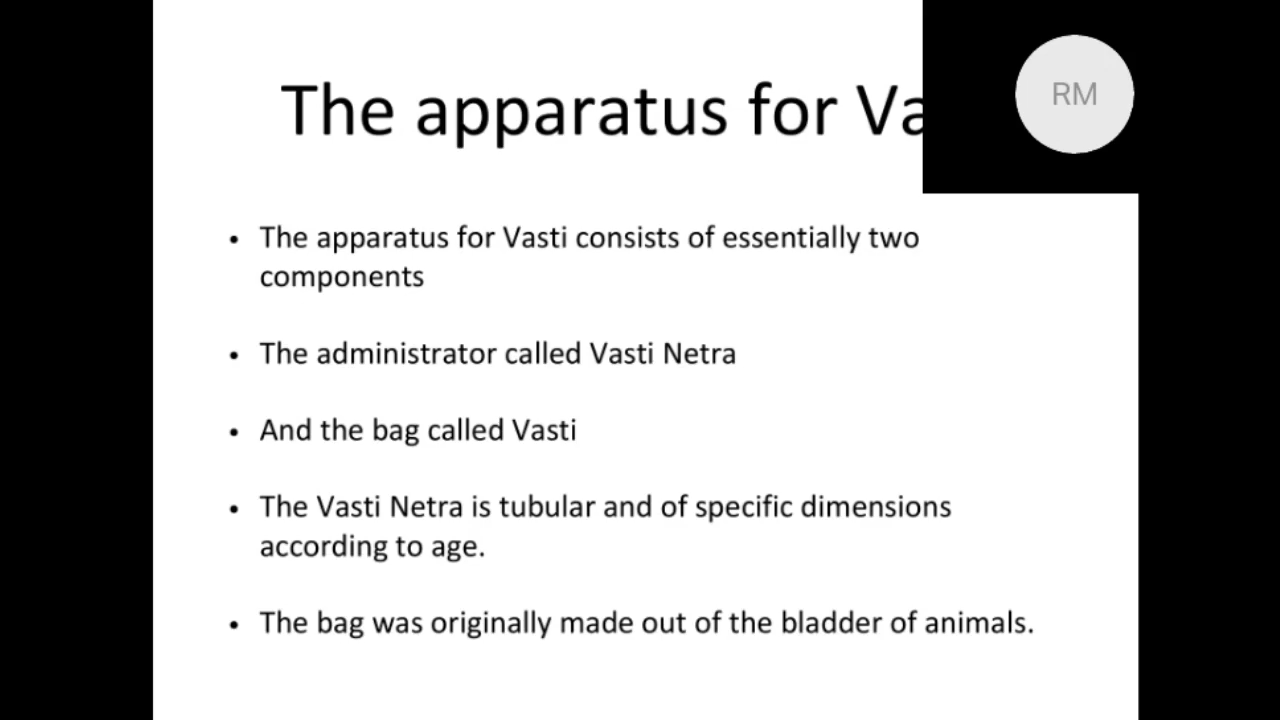 The apparatus for Va
RM
• The apparatus for Vasti consists of essentially two
components
• The administrator called Vasti Netra
• And the bag called Vasti
• The Vasti Netra is tubular and of specific dimensions
according to age.
• The bag was originally made out of the bladder of animals.